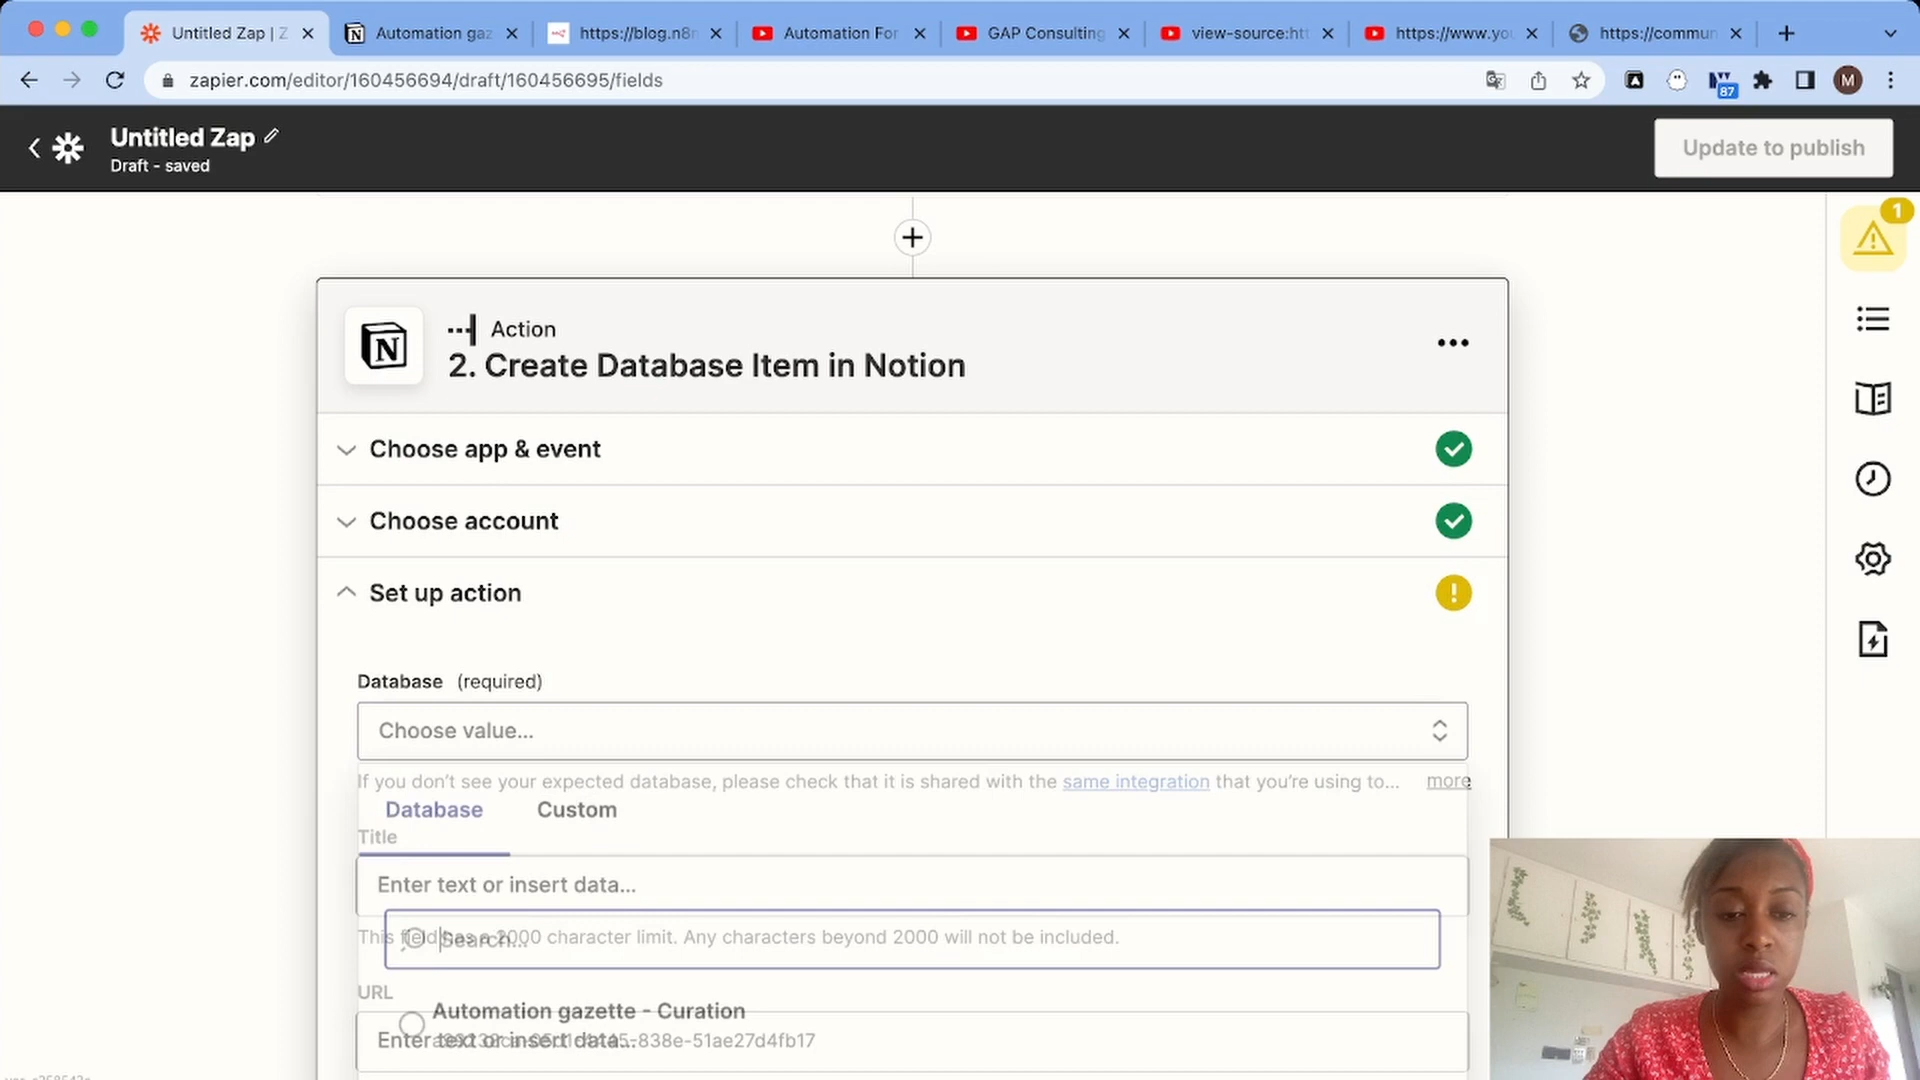 Untitled Zap | Z
Automation gaz
https://blog.n8n
Automation For
GAP Consulting
view-source:htt
https://www.you
https://commun
zapier.com/editor/160456694/draft/160456695/fields
87
M
Untitled Zap
Draft - saved
Update to publish
1
Action
2. Create Database Item in Notion
Choose app & event
Choose account
Set up action
Database (required)
Choose value...
If you don't see your expected database, please check that it is shared with the same integration that you're using to... more
Database Custom
Title
Enter text or insert data...
This field has a 2000 character limit. Any characters beyond 2000 will not be included.
Search...
URL
Automation gazette - Curation
Enter text or insert data...
838e-51ae27d4fb17